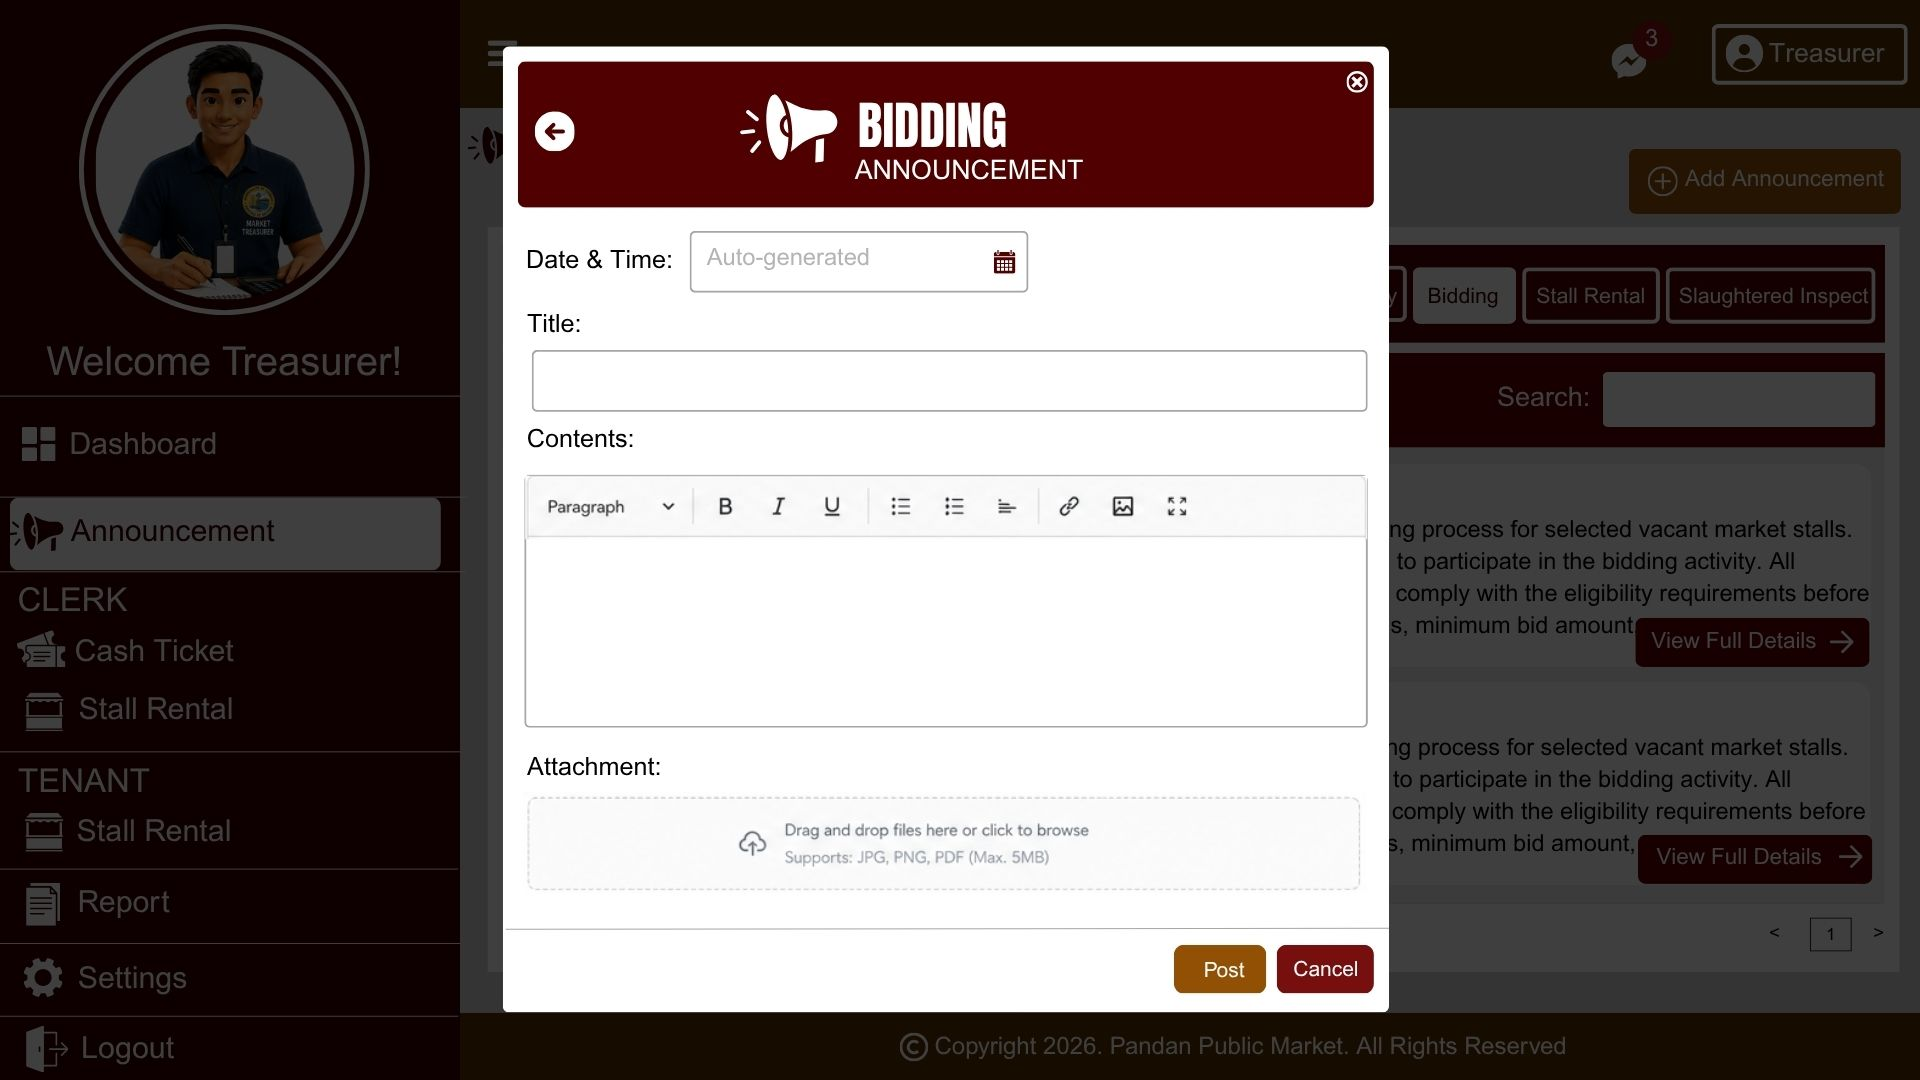 MARKET
TREASURER
Welcome Treasurer!
Dashboard
Announcement
CLERK
Cash Ticket
Stall Rental
TENANT
Stall Rental
Report
Settings
Logout
3
Treasurer
Add Announcement
y
Bidding
Stall Rental
Slaughtered Inspect
Search:
ng process for selected vacant market stalls.
to participate in the bidding activity. All
comply with the eligibility requirements before
s, minimum bid amount,
View Full Details
ng process for selected vacant market stalls.
to participate in the bidding activity. All
comply with the eligibility requirements before
s, minimum bid amount,
View Full Details
< 1 >
BIDDING
ANNOUNCEMENT
Date & Time: Auto-generated
Title:
Contents:
Paragraph B I U
Attachment:
Drag and drop files here or click to browse
Supports: JPG, PNG, PDF (Max. 5MB)
Post Cancel
© Copyright 2026. Pandan Public Market. All Rights Reserved